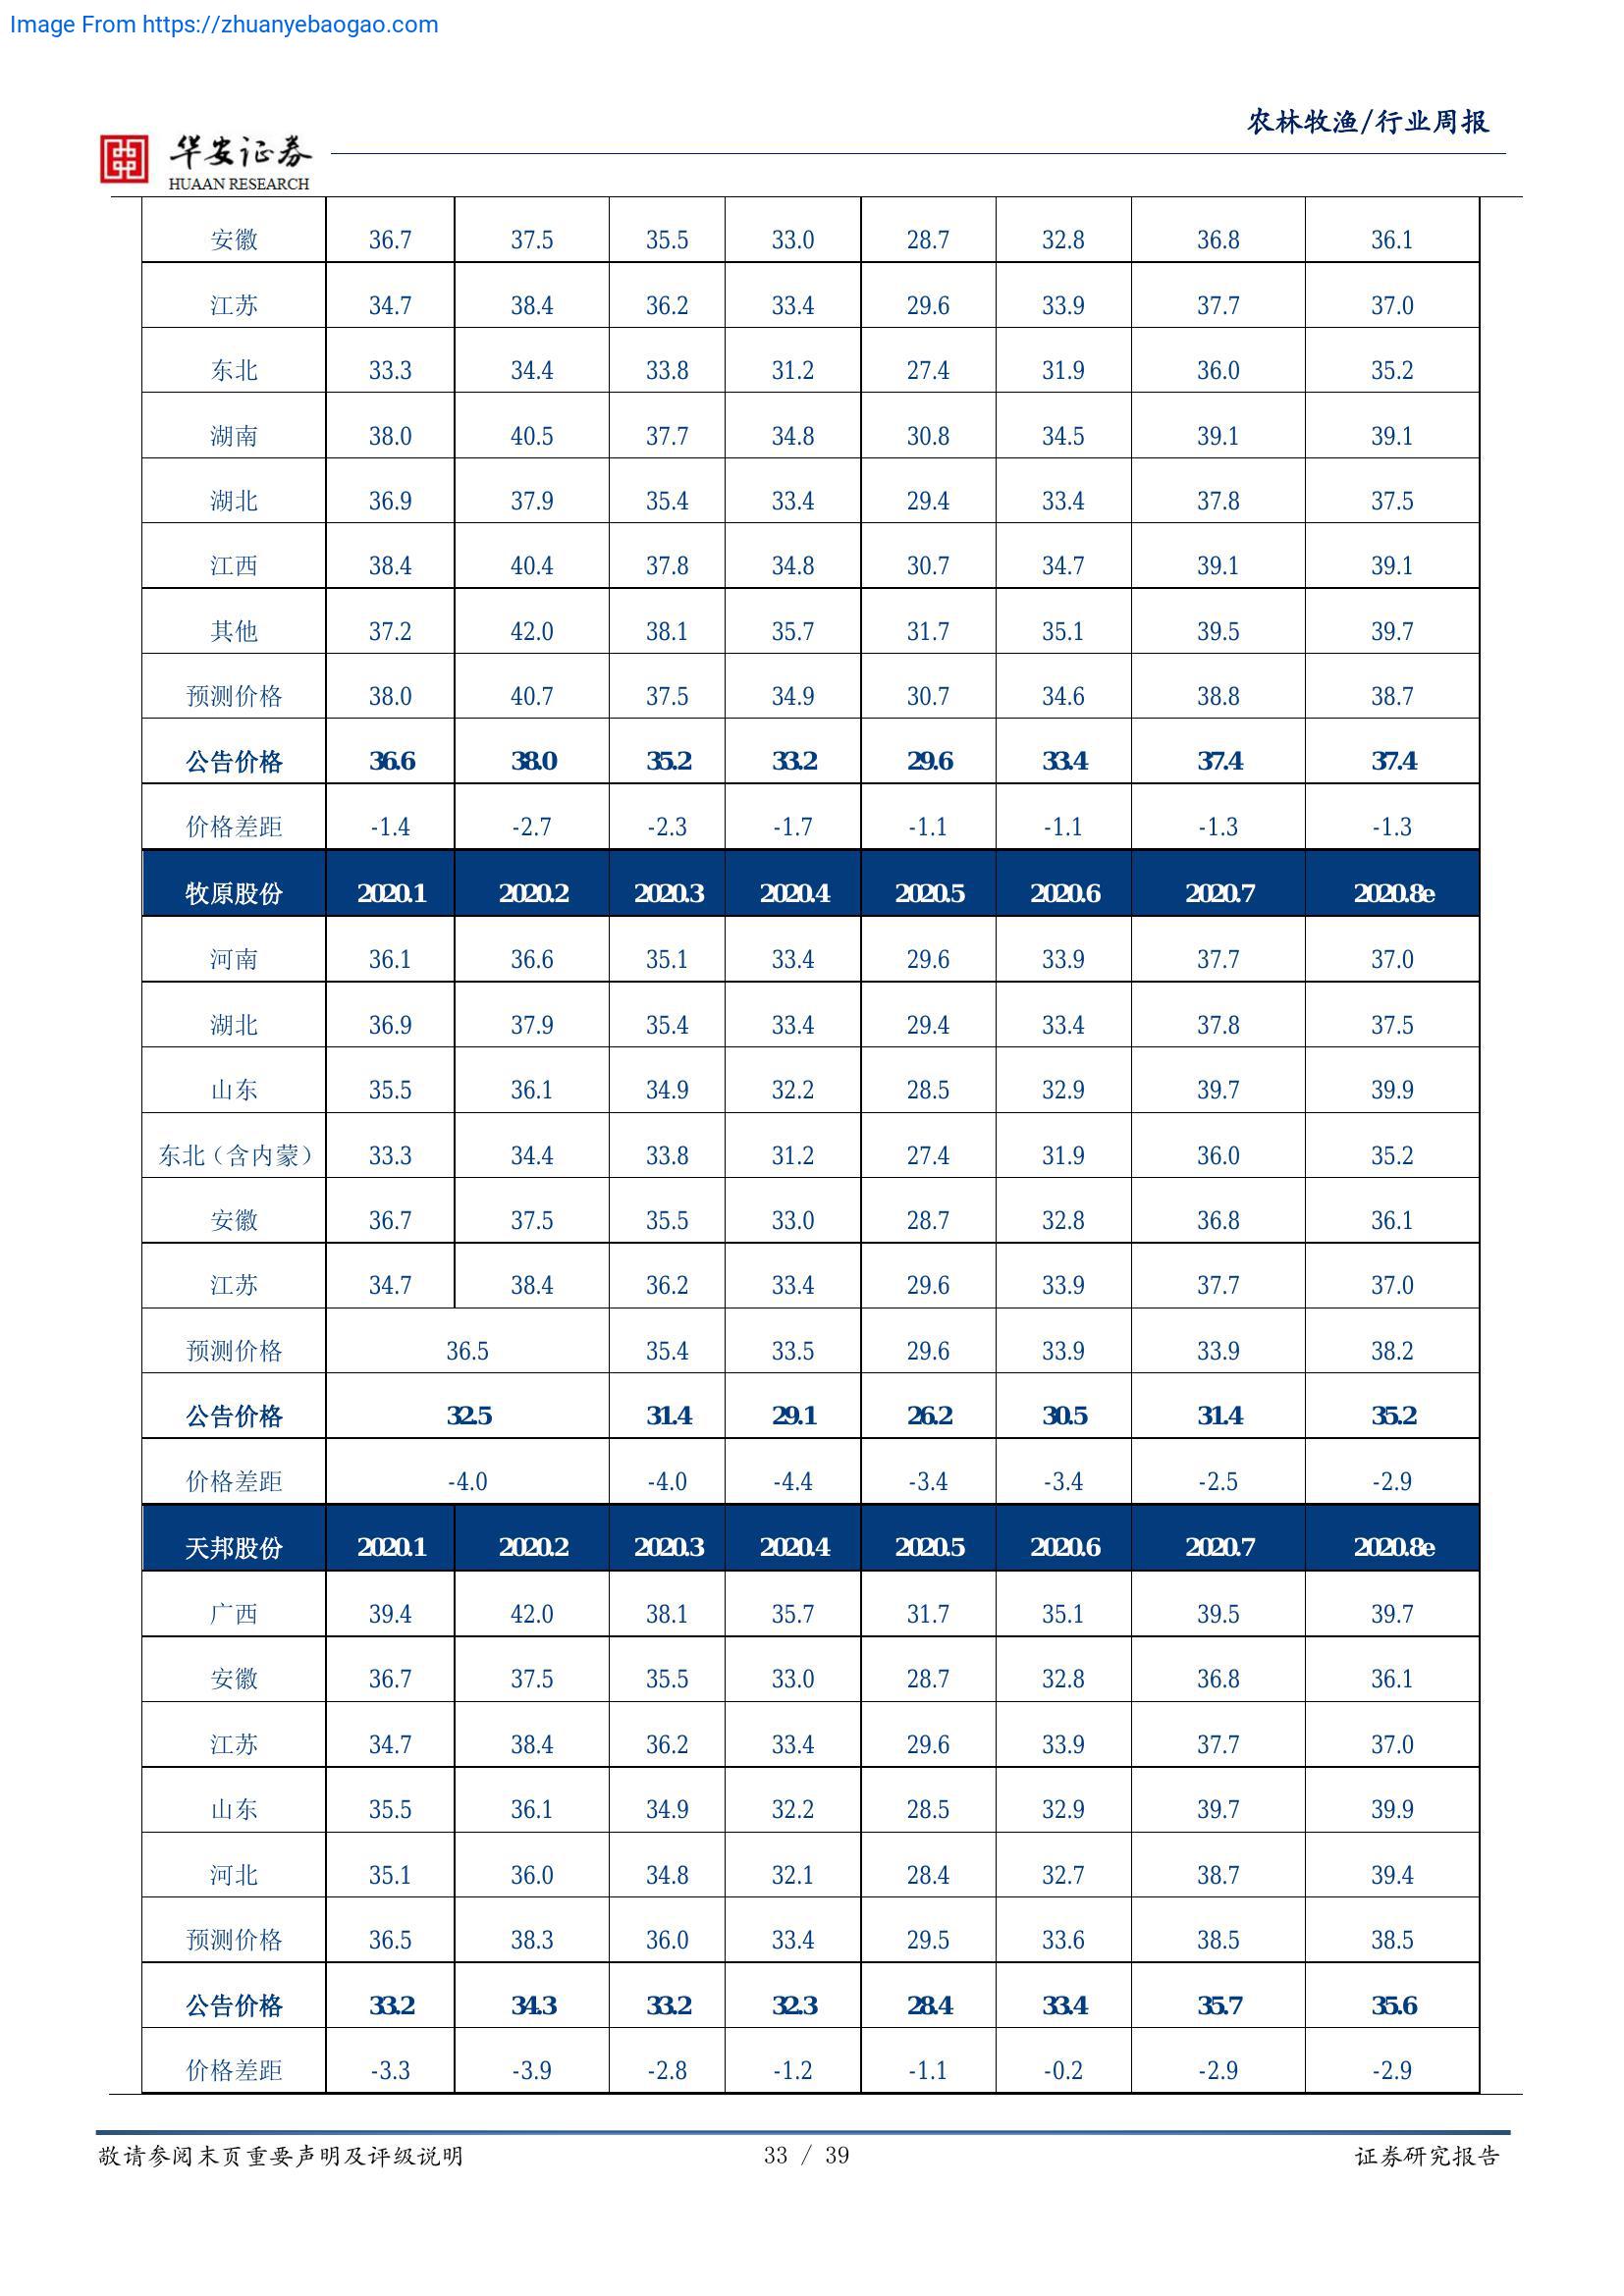 Image From https://zhuanyebaogao.com
农林牧渔/行业周报
华安证券
HUAAN RESEARCH
安徽 36.7 37.5 35.5 33.0 28.7 32.8 36.8 36.1
江苏 34.7 38.4 36.2 33.4 29.6 33.9 37.7 37.0
东北 33.3 34.4 33.8 31.2 27.4 31.9 36.0 35.2
湖南 38.0 40.5 37.7 34.8 30.8 34.5 39.1 39.1
湖北 36.9 37.9 35.4 33.4 29.4 33.4 37.8 37.5
江西 38.4 40.4 37.8 34.8 30.7 34.7 39.1 39.1
其他 37.2 42.0 38.1 35.7 31.7 35.1 39.5 39.7
预测价格 38.0 40.7 37.5 34.9 30.7 34.6 38.8 38.7
公告价格 36.6 38.0 35.2 33.2 29.6 33.4 37.4 37.4
价格差距 -1.4 -2.7 -2.3 -1.7 -1.1 -1.1 -1.3 -1.3
牧原股份 2020.1 2020.2 2020.3 2020.4 2020.5 2020.6 2020.7 2020.8e
河南 36.1 36.6 35.1 33.4 29.6 33.9 37.7 37.0
湖北 36.9 37.9 35.4 33.4 29.4 33.4 37.8 37.5
山东 35.5 36.1 34.9 32.2 28.5 32.9 39.7 39.9
东北（含内蒙） 33.3 34.4 33.8 31.2 27.4 31.9 36.0 35.2
安徽 36.7 37.5 35.5 33.0 28.7 32.8 36.8 36.1
江苏 34.7 38.4 36.2 33.4 29.6 33.9 37.7 37.0
预测价格 36.5 35.4 33.5 29.6 33.9 33.9 38.2
公告价格 32.5 31.4 29.1 26.2 30.5 31.4 35.2
价格差距 -4.0 -4.0 -4.4 -3.4 -3.4 -2.5 -2.9
天邦股份 2020.1 2020.2 2020.3 2020.4 2020.5 2020.6 2020.7 2020.8e
广西 39.4 42.0 38.1 35.7 31.7 35.1 39.5 39.7
安徽 36.7 37.5 35.5 33.0 28.7 32.8 36.8 36.1
江苏 34.7 38.4 36.2 33.4 29.6 33.9 37.7 37.0
山东 35.5 36.1 34.9 32.2 28.5 32.9 39.7 39.9
河北 35.1 36.0 34.8 32.1 28.4 32.7 38.7 39.4
预测价格 36.5 38.3 36.0 33.4 29.5 33.6 38.5 38.5
公告价格 33.2 34.3 33.2 32.3 28.4 33.4 35.7 35.6
价格差距 -3.3 -3.9 -2.8 -1.2 -1.1 -0.2 -2.9 -2.9
敬请参阅末页重要声明及评级说明 33 / 39 证券研究报告